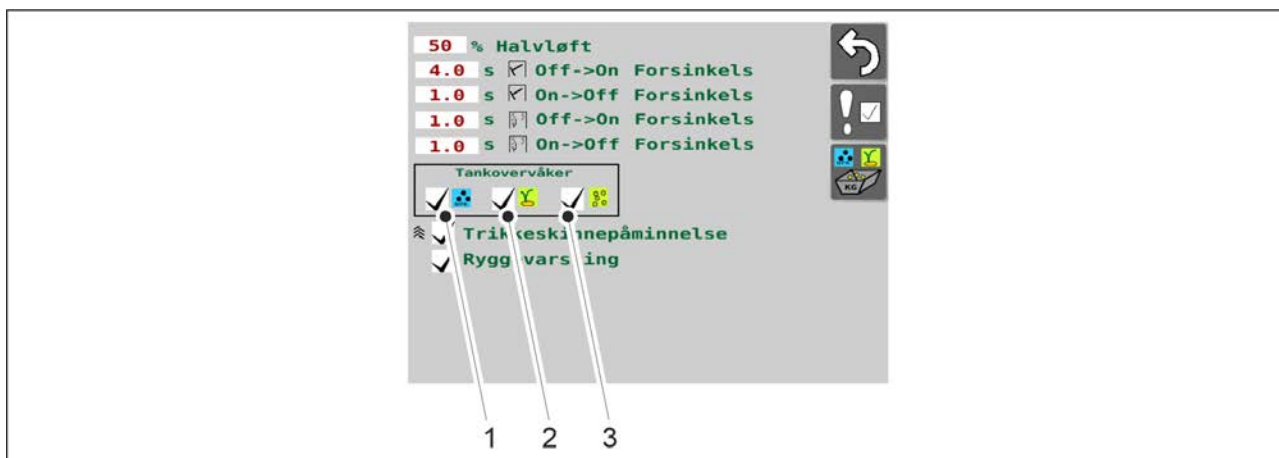 50 % Halvløft
4.0 s Off->On Forsinkels
1.0 s On->Off Forsinkels
1.0 s Off->On Forsinkels
1.0 s On->Off Forsinkels
Tankovervåker
Trikkeskinnepåminnelse
KG
1 2 3